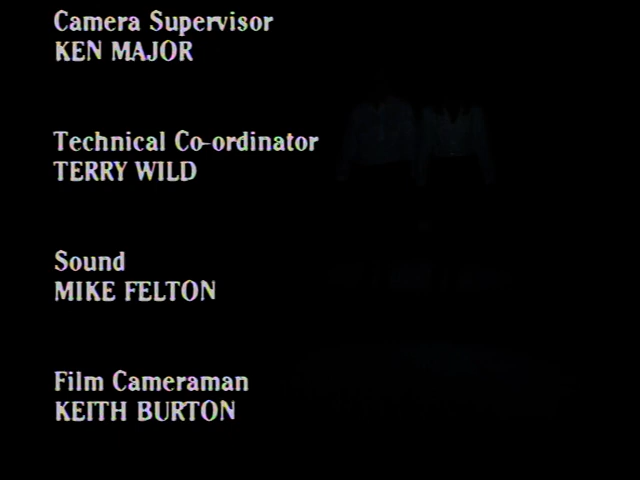 Camera Supervisor
KEN MAJOR
Technical Co-ordinator
TERRY WILD
Sound
MIKE FELTON
Film Cameraman
KEITH BURTON